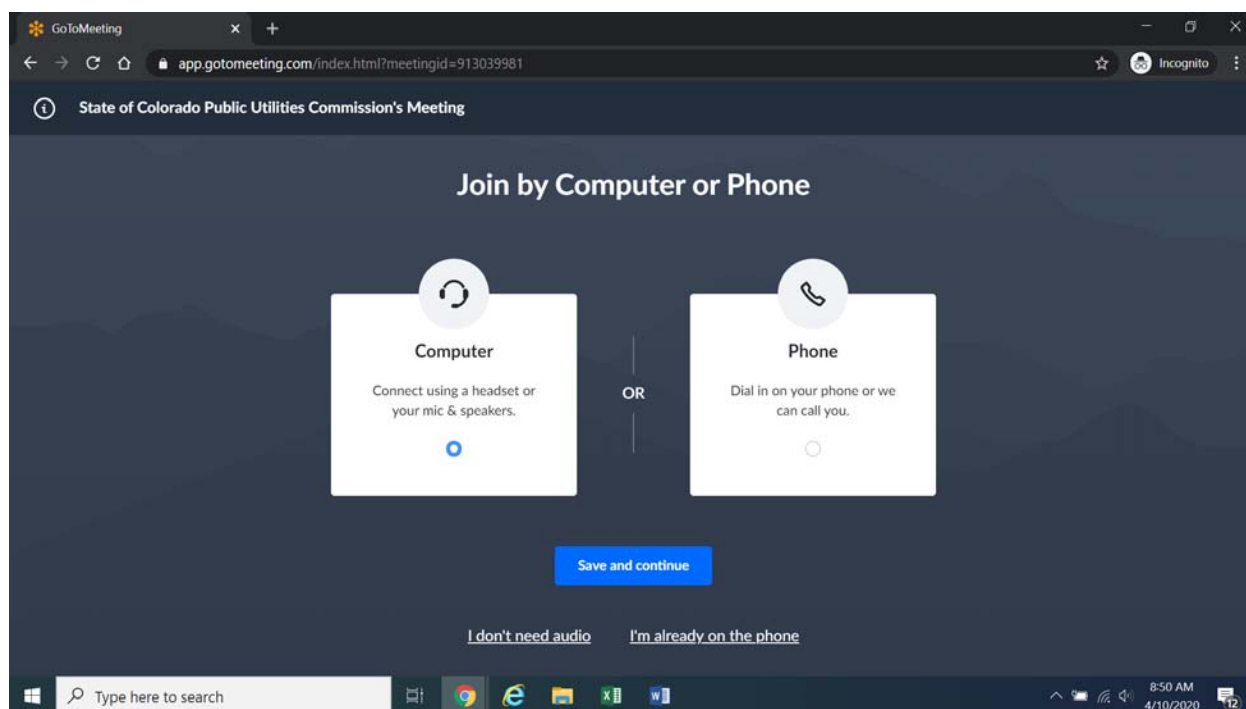 GoToMeeting
app.gotomeeting.com/index.html?meetingid=913039981
Incognito
State of Colorado Public Utilities Commission's Meeting
Join by Computer or Phone
Computer
Connect using a headset or
your mic & speakers.
OR
Phone
Dial in on your phone or we
can call you.
Save and continue
I don't need audio
I'm already on the phone
Type here to search
8:50 AM
4/10/2020
12